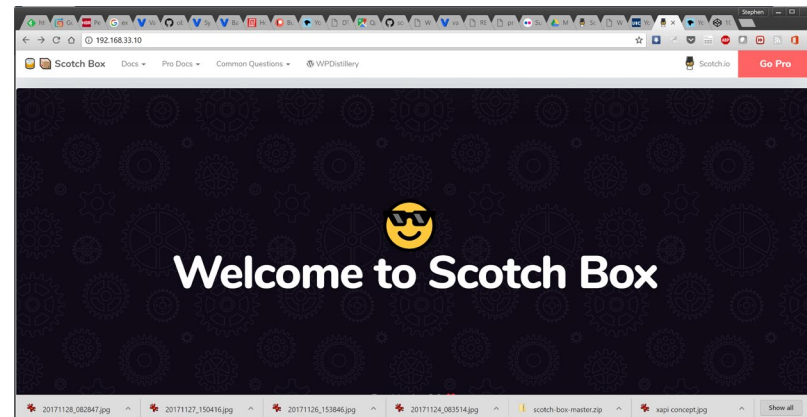 Stephen
192.168.33.10
Scotch Box Docs Pro Docs Common Questions WPDistillery Scotch.io Go Pro
Welcome to Scotch Box
20171128_082847.jpg 20171127_150416.jpg 20171126_153846.jpg 20171124_083514.jpg scotch-box-master.zip xapi concept.jpg Show all